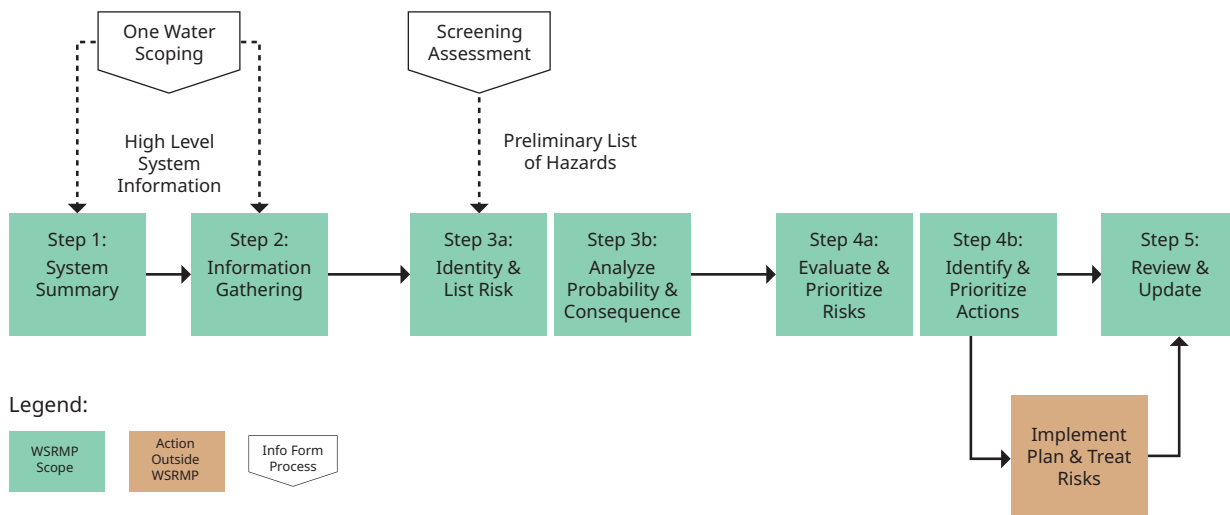 One Water
Scoping
Screening
Assessment
High Level
System
Information
Preliminary List
of Hazards
Step 1:
System
Summary
Step 2:
Information
Gathering
Step 3a:
Identity &
List Risk
Step 3b:
Analyze
Probability &
Consequence
Step 4a:
Evaluate &
Prioritize
Risks
Step 4b:
Identify &
Prioritize
Actions
Step 5:
Review &
Update
Implement
Plan & Treat
Risks
Legend:
WSRMP
Scope
Action
Outside
WSRMP
Info Form
Process